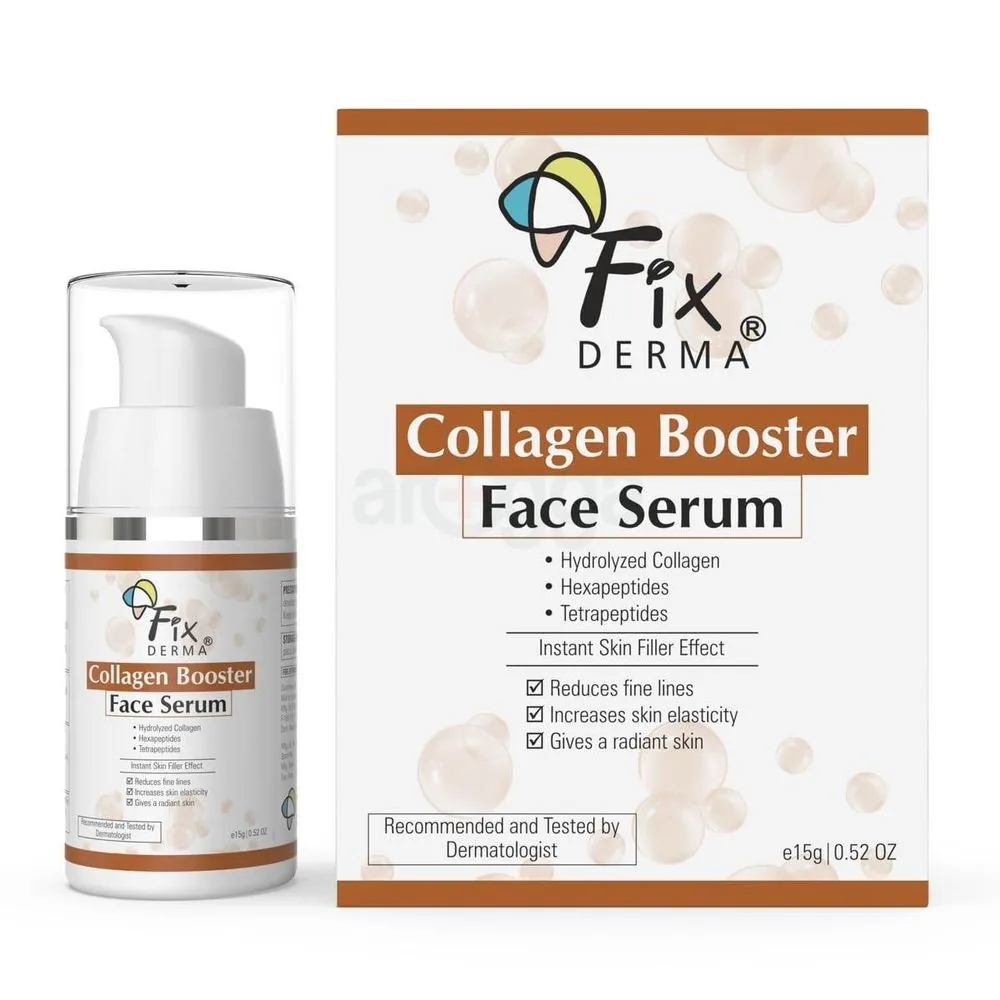 Fix
DERMA®
Collagen Booster
Face Serum
• Hydrolyzed Collagen
• Hexapeptides
• Tetrapeptides
Instant Skin Filler Effect
☑ Reduces fine lines
☑ Increases skin elasticity
☑ Gives a radiant skin
Recommended and Tested by
Dermatologist
e15g | 0.52 OZ
Fix
DERMA®
Collagen Booster
Face Serum
• Hydrolyzed Collagen
• Hexapeptides
• Tetrapeptides
Instant Skin Filler Effect
☑ Reduces fine lines
☑ Increases skin elasticity
☑ Gives a radiant skin
Recommended and Tested by
Dermatologist
e15g | 0.52 OZ